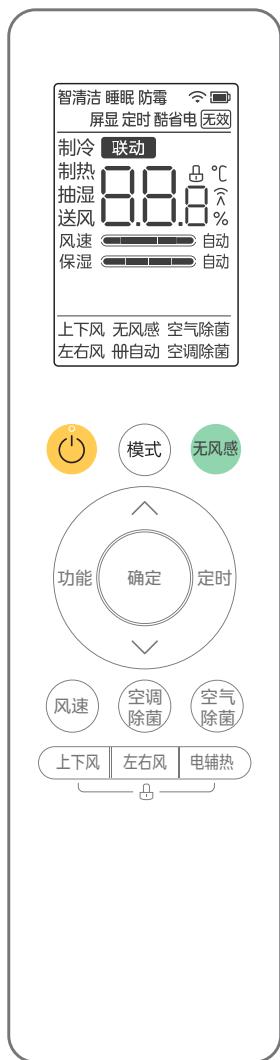 智清洁 睡眠 防霉
屏显 定时 酷省电 无效
制冷 联动
制热 88.8 ℃
抽湿
送风 %
风速 自动
保湿 自动
上下风 无风感 空气除菌
左右风 册自动 空调除菌
模式 无风感
功能 确定 定时
风速 空调除菌 空气除菌
上下风 左右风 电辅热